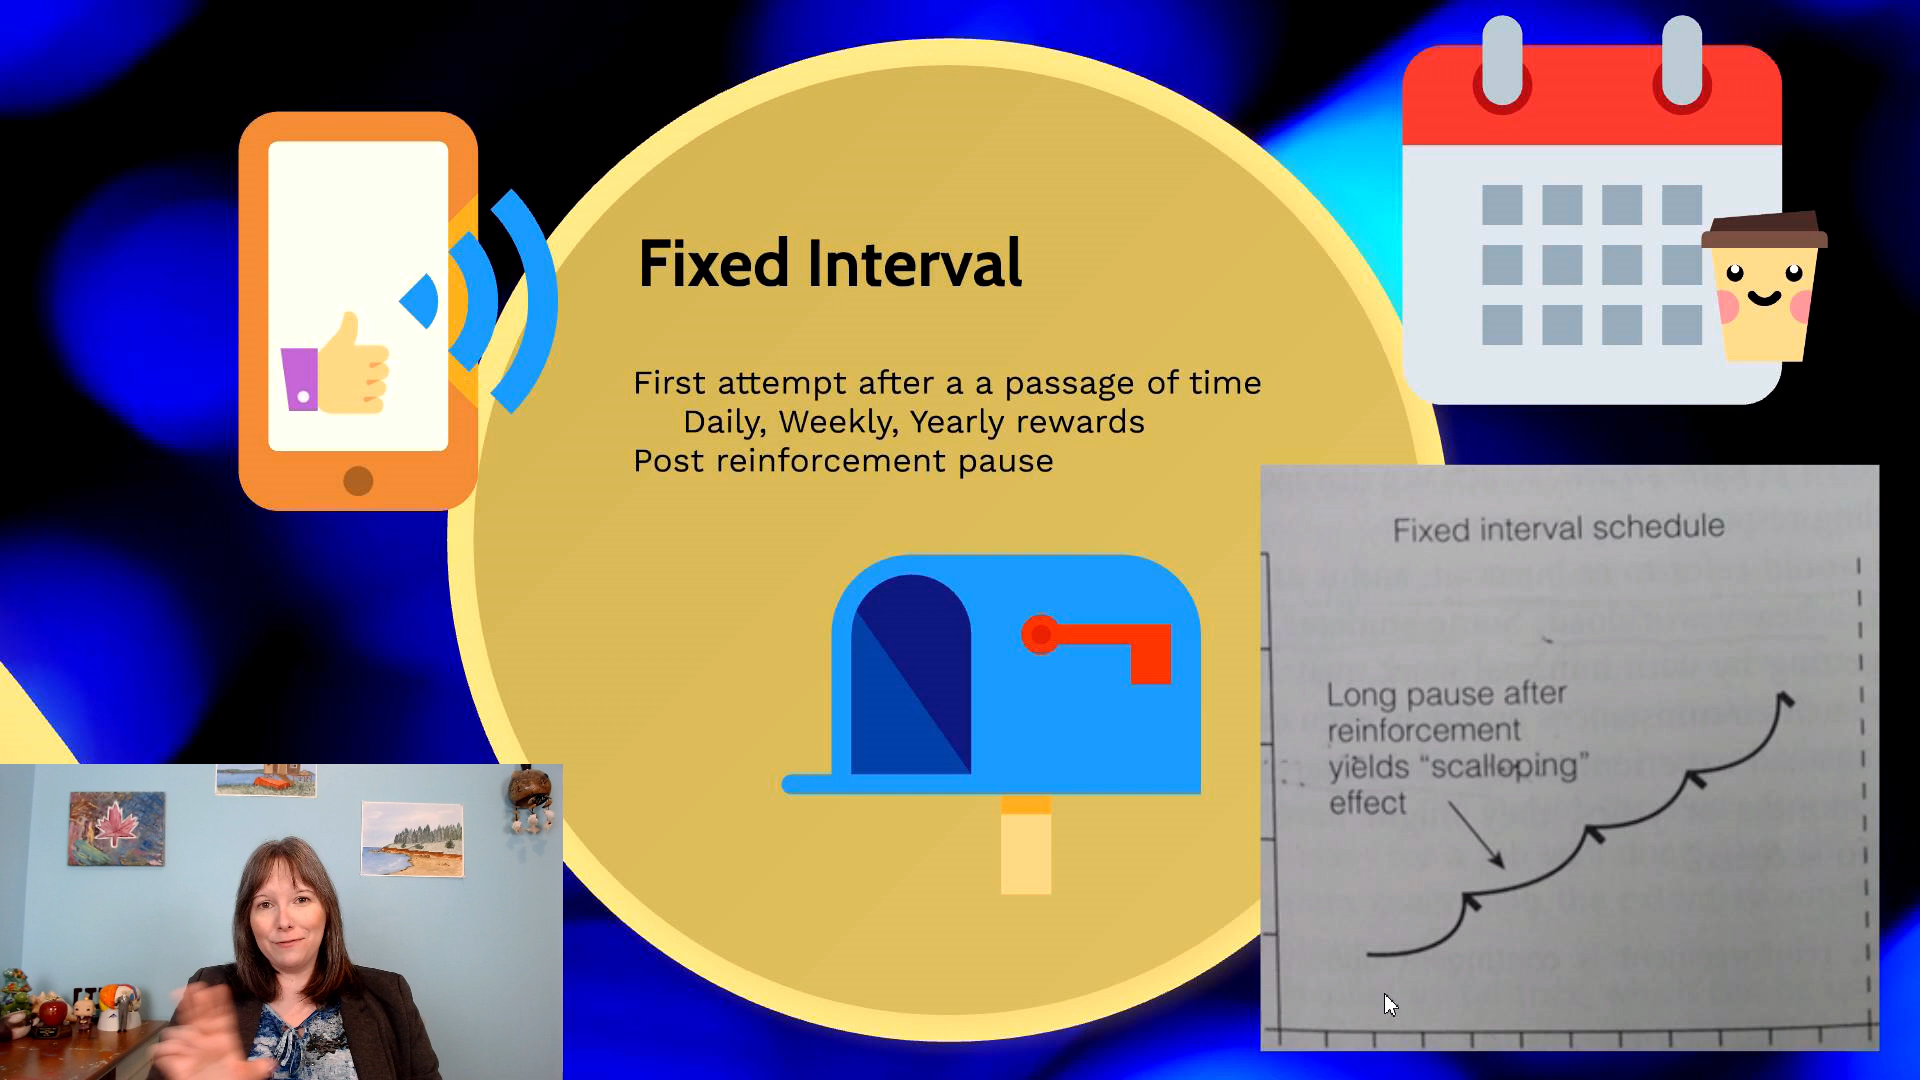 Fixed Interval
First attempt after a a passage of time
Daily, Weekly, Yearly rewards
Post reinforcement pause
Fixed interval schedule
Long pause after
reinforcement
yields “scalloping”
effect